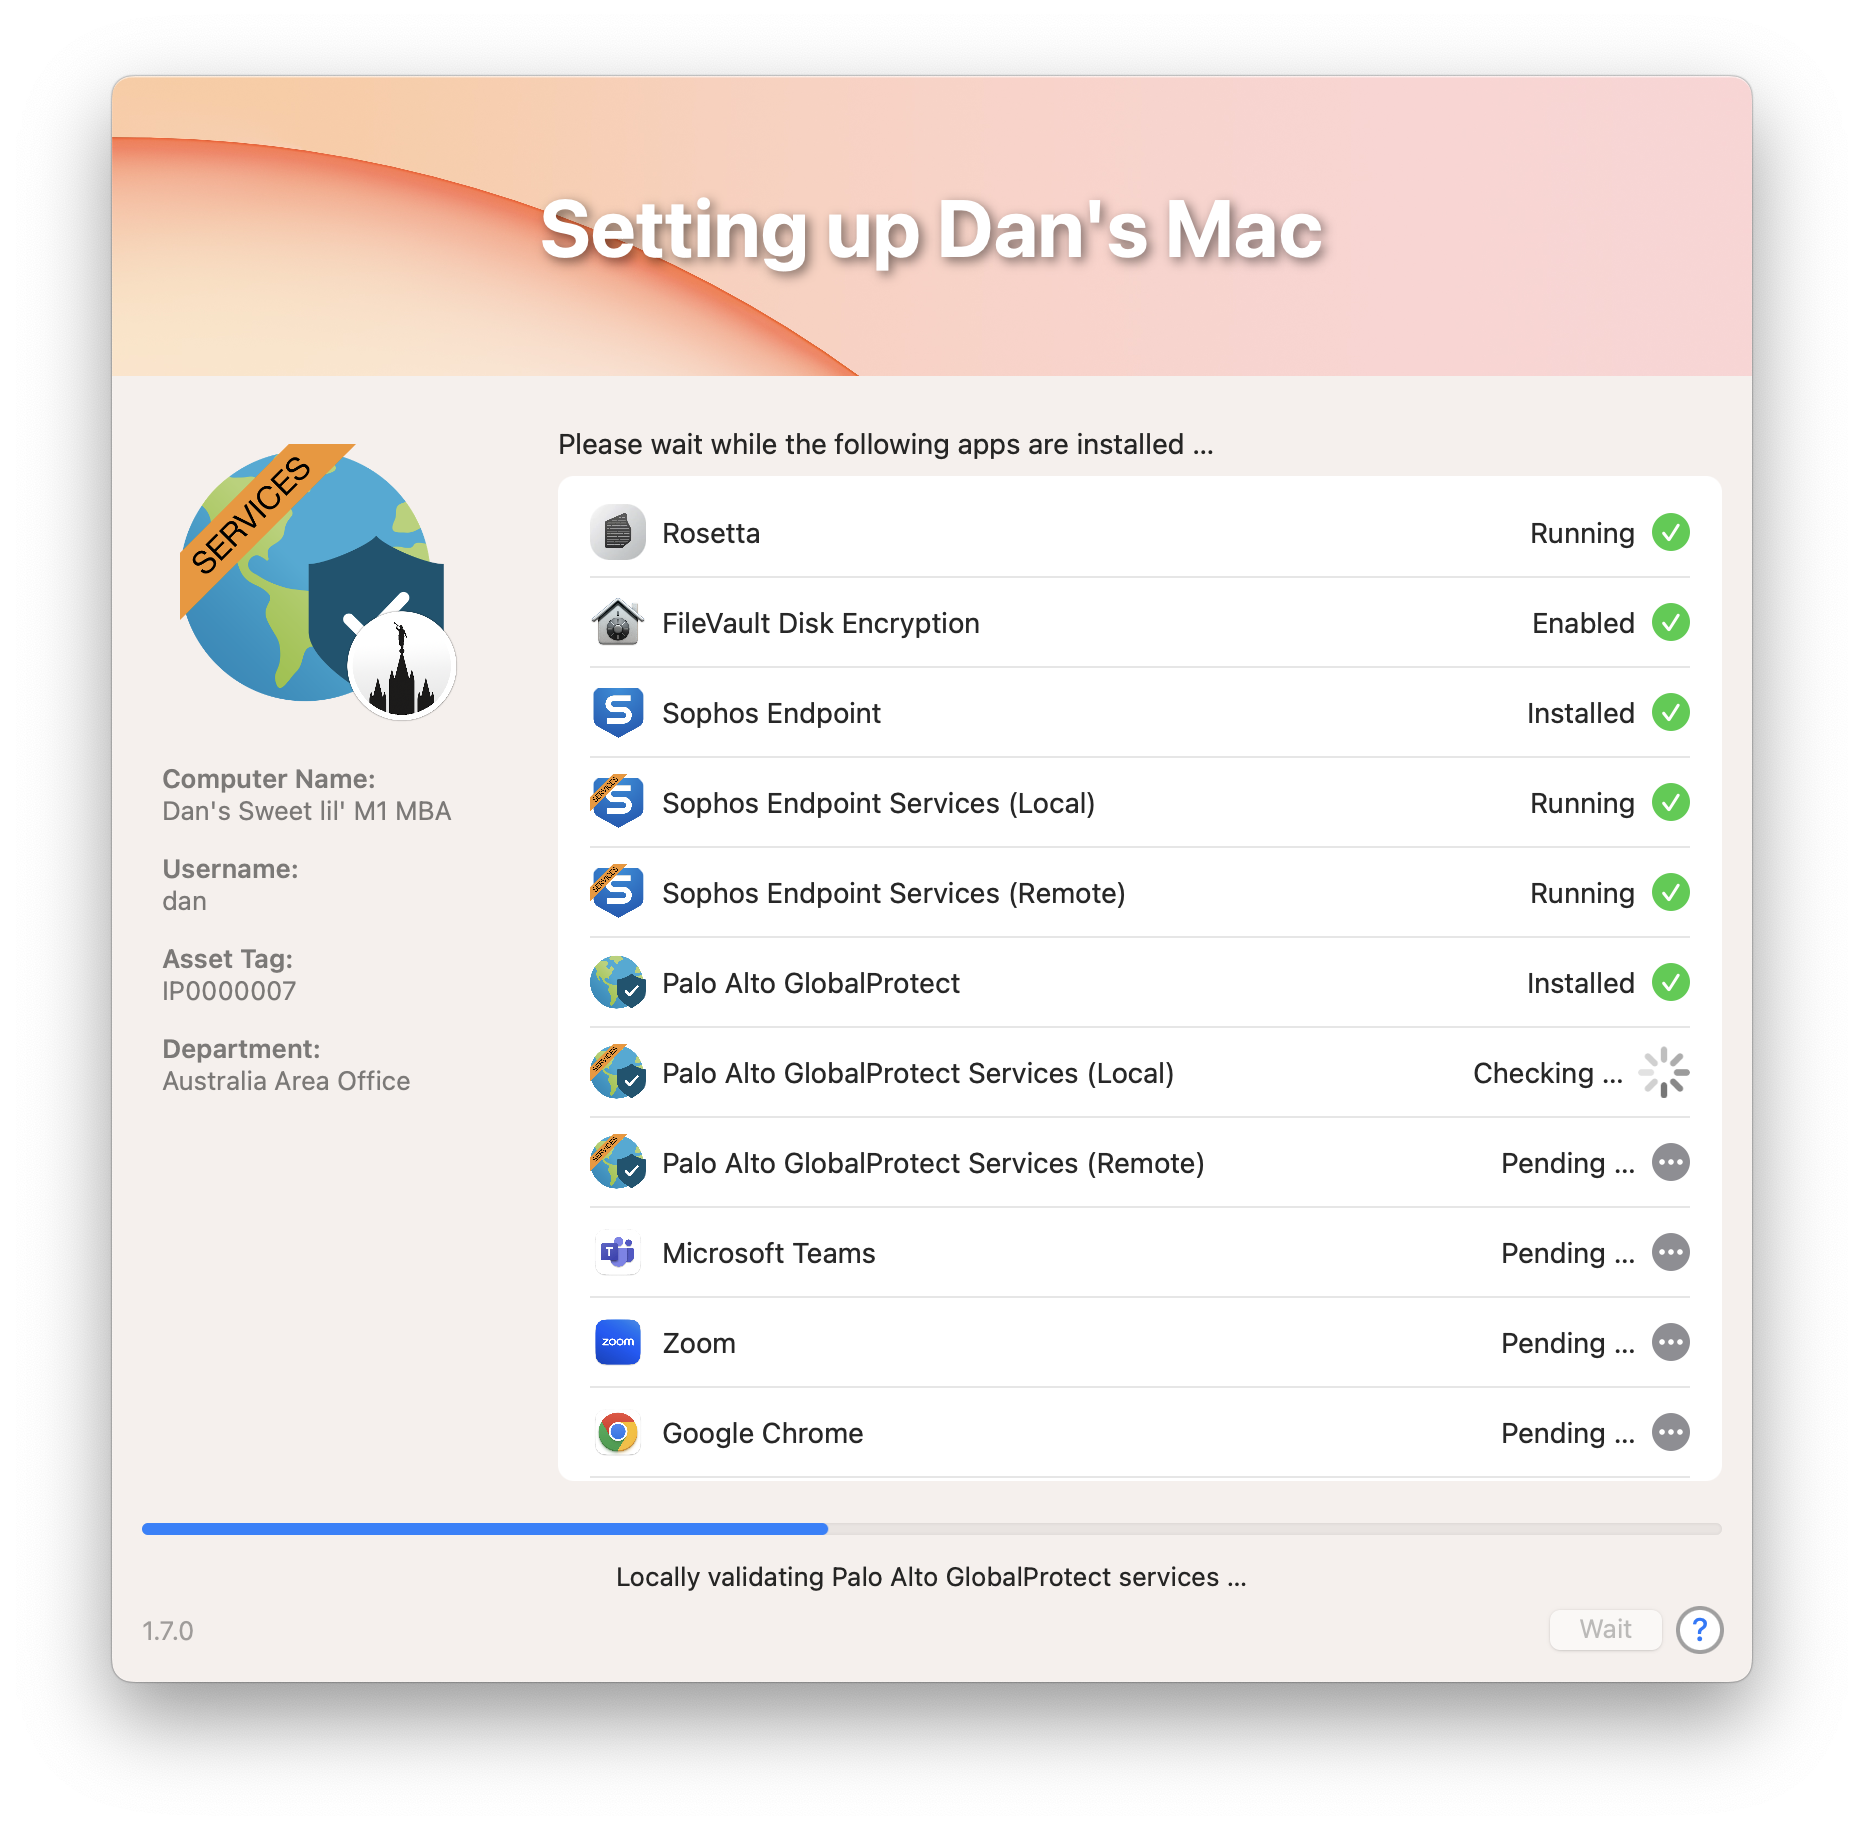 Setting up Dan's Mac
SERVICES
Computer Name:
Dan's Sweet lil' M1 MBA
Username:
dan
Asset Tag:
IP0000007
Department:
Australia Area Office
Please wait while the following apps are installed ...
Rosetta Running
FileVault Disk Encryption Enabled
S Sophos Endpoint Installed
SERVICES S Sophos Endpoint Services (Local) Running
SERVICES S Sophos Endpoint Services (Remote) Running
Palo Alto GlobalProtect Installed
SERVICES Palo Alto GlobalProtect Services (Local) Checking ...
SERVICES Palo Alto GlobalProtect Services (Remote) Pending ...
T Microsoft Teams Pending ...
zoom Zoom Pending ...
Google Chrome Pending ...
Locally validating Palo Alto GlobalProtect services ...
1.7.0
Wait ?